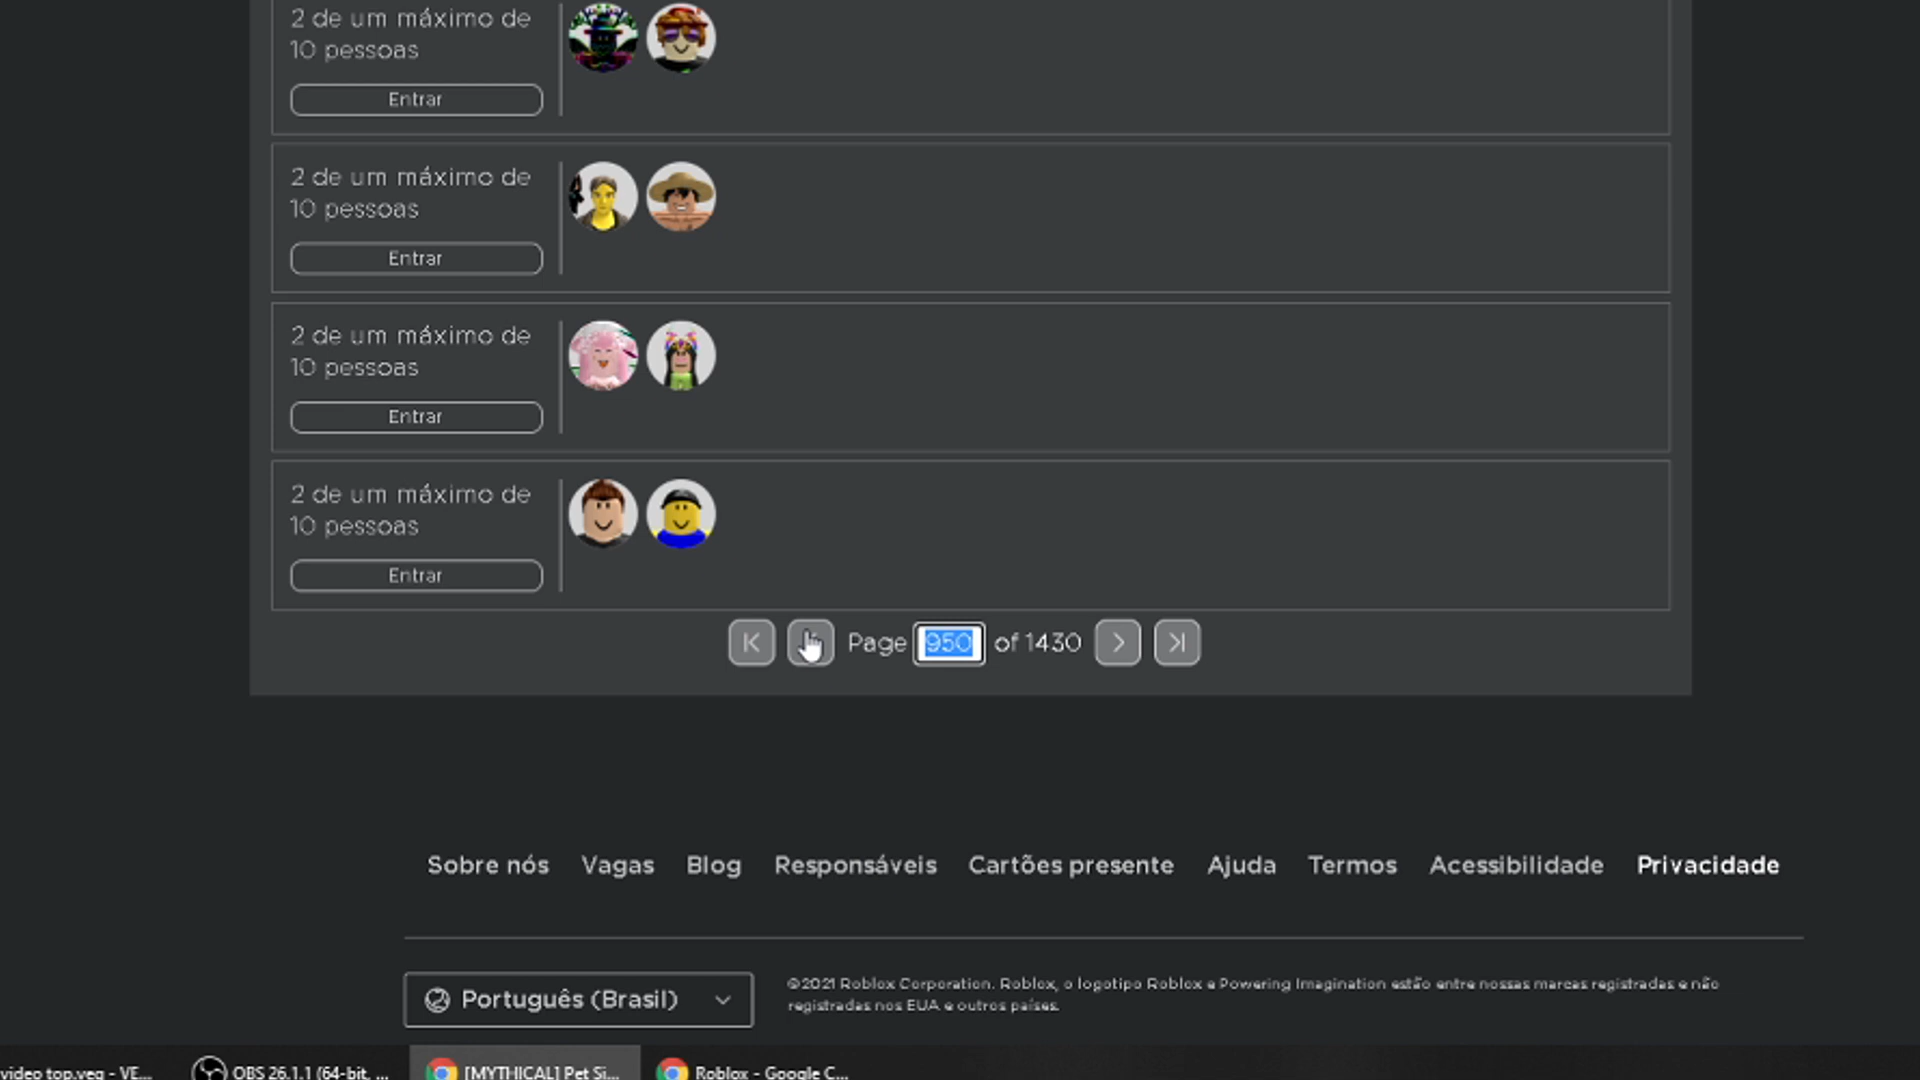 2 de um máximo de
10 pessoas
Entrar
2 de um máximo de
10 pessoas
Entrar
2 de um máximo de
10 pessoas
Entrar
2 de um máximo de
10 pessoas
Entrar
Page 950 of 1430
Sobre nós Vagas Blog Responsáveis Cartões presente Ajuda Termos Acessibilidade Privacidade
Português (Brasil)
©2021 Roblox Corporation. Roblox, o logotipo Roblox e Powering Imagination estão entre nossas marcas registradas e não
registradas nos EUA e outros países.
video top.veg - VE... OBS 26.1.1 (64-bit, ... [MYTHICAL] Pet Si... Roblox - Google C...